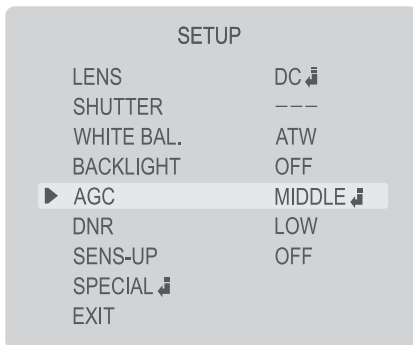 SETUP
LENS DC
SHUTTER ---
WHITE BAL. ATW
BACKLIGHT OFF
AGC MIDDLE
DNR LOW
SENS-UP OFF
SPECIAL
EXIT